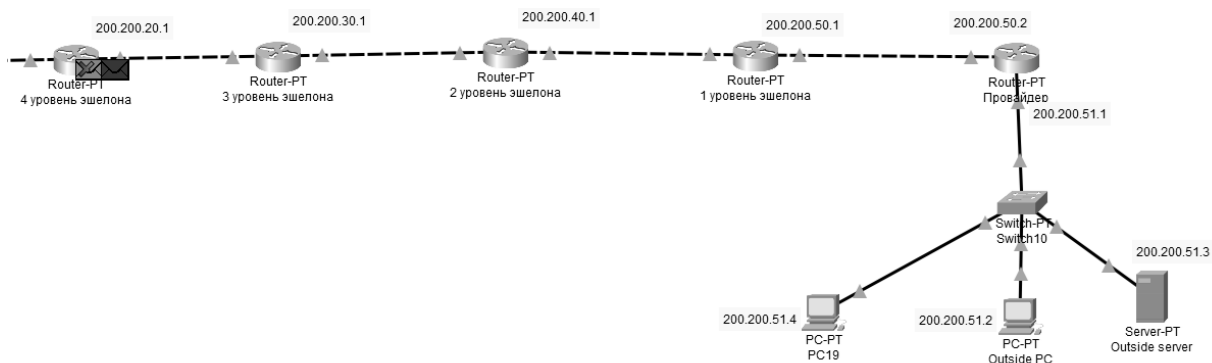 200.200.20.1
200.200.30.1
200.200.40.1
200.200.50.1
200.200.50.2
Router-PT
4 уровень эшелона
Router-PT
3 уровень эшелона
Router-PT
2 уровень эшелона
Router-PT
1 уровень эшелона
Router-PT
Провайдер
200.200.51.1
Switch-PT
Switch10
200.200.51.3
200.200.51.4
200.200.51.2
PC-PT
PC19
PC-PT
Outside PC
Server-PT
Outside server